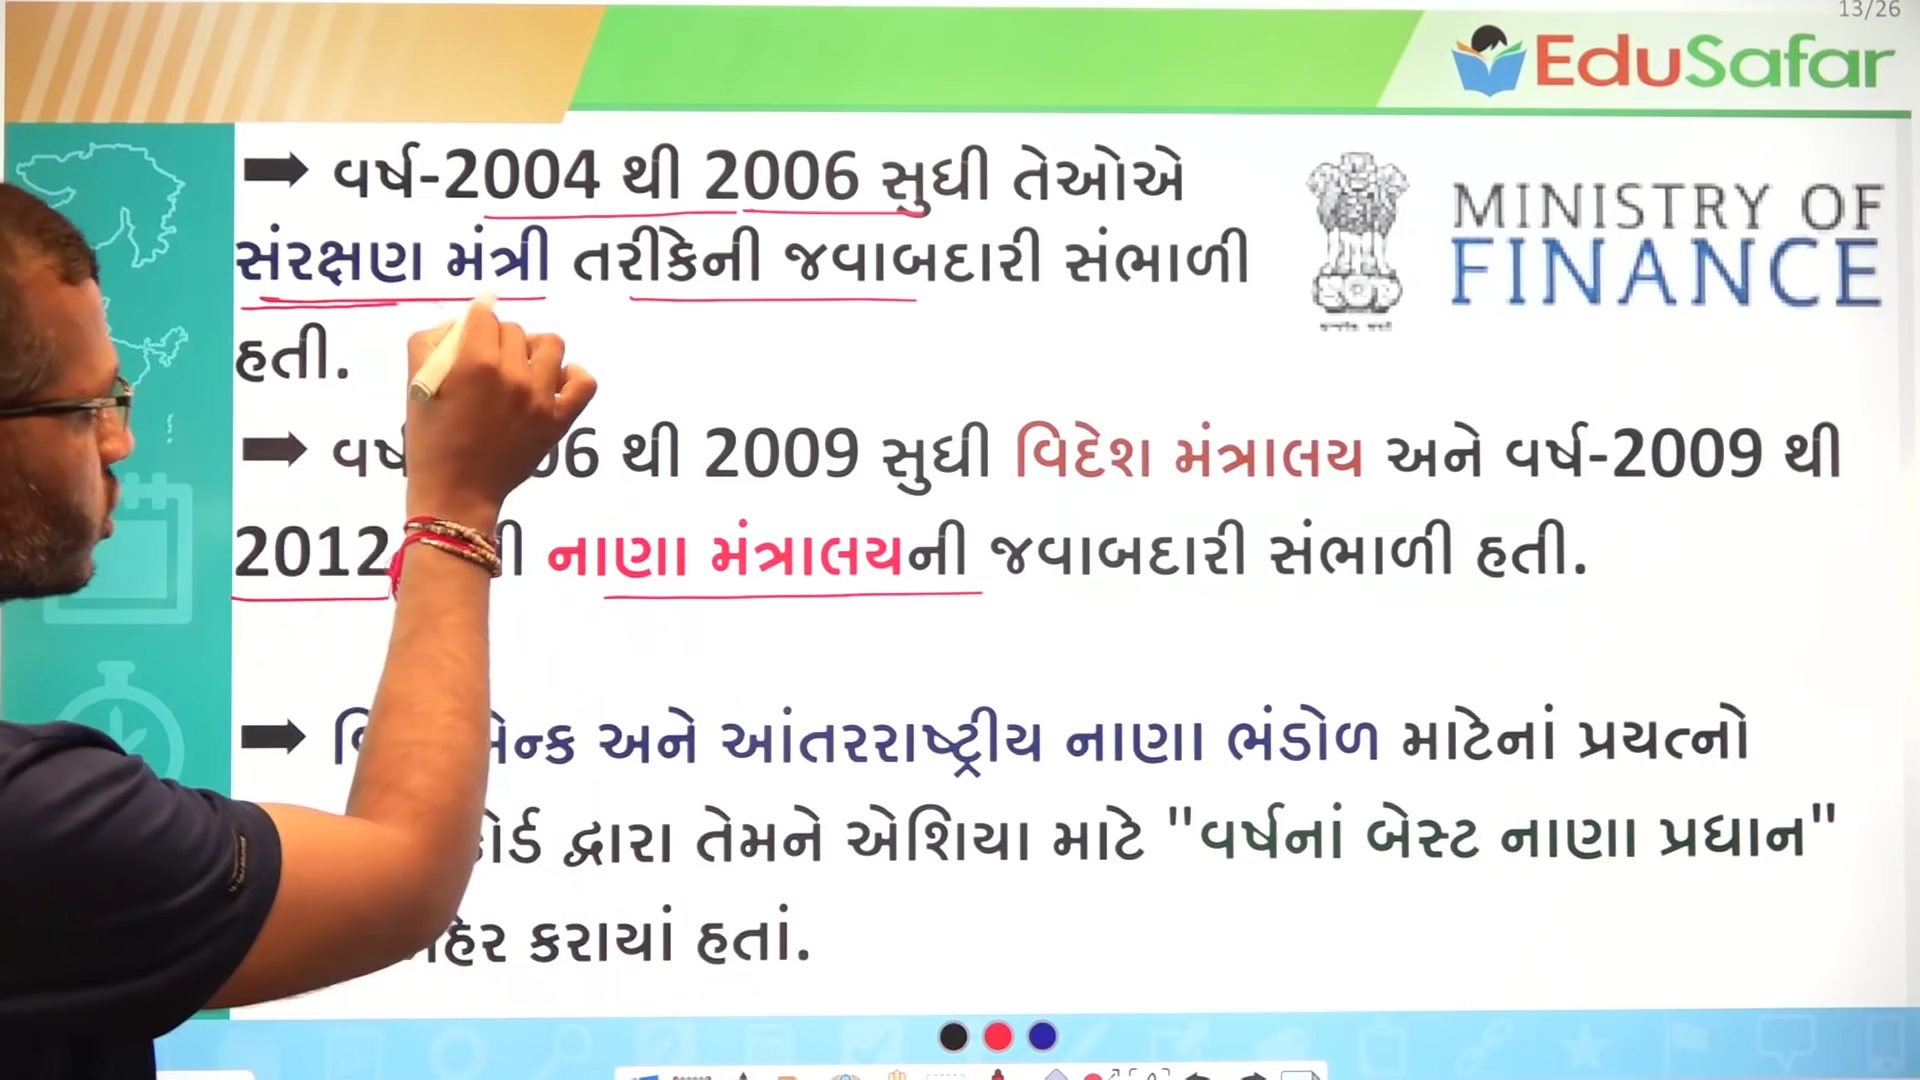 13/26
EduSafar
વર્ષ-2004 થી 2006 સુધી તેઓએ
સંરક્ષણ મંત્રી તરીકેની જવાબદારી સંભાળી
હતી.
MINISTRY OF
FINANCE
થી 2009 સુધી વિદેશ મંત્રાલય અને વર્ષ-2009 થી
2012 નાણા મંત્રાલયની જવાબદારી સંભાળી હતી.
અને આંતરરાષ્ટ્રીય નાણા ભંડોળ માટેનાં પ્રયત્નો
દ્વારા તેમને એશિયા માટે "વર્ષનાં બેસ્ટ નાણા પ્રધાન"
કરાયાં હતાં.